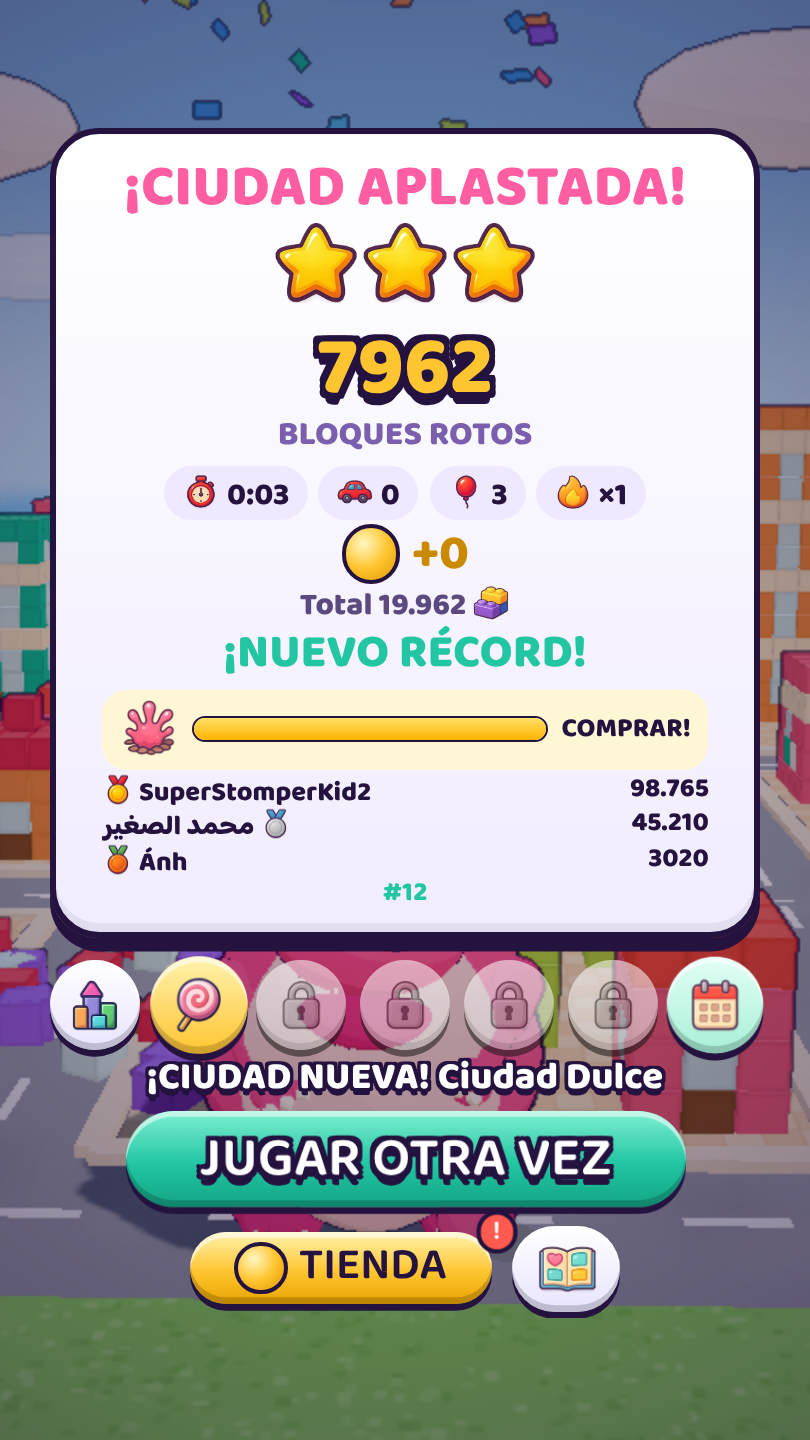 ¡CIUDAD APLASTADA!
7962
BLOQUES ROTOS
0:03 0 3 ×1
+0
Total 19.962
¡NUEVO RÉCORD!
COMPRAR!
SuperStomperKid2 98.765
محمد الصغير 45.210
Ánh 3020
#12
¡CIUDAD NUEVA! Ciudad Dulce
JUGAR OTRA VEZ
!
TIENDA